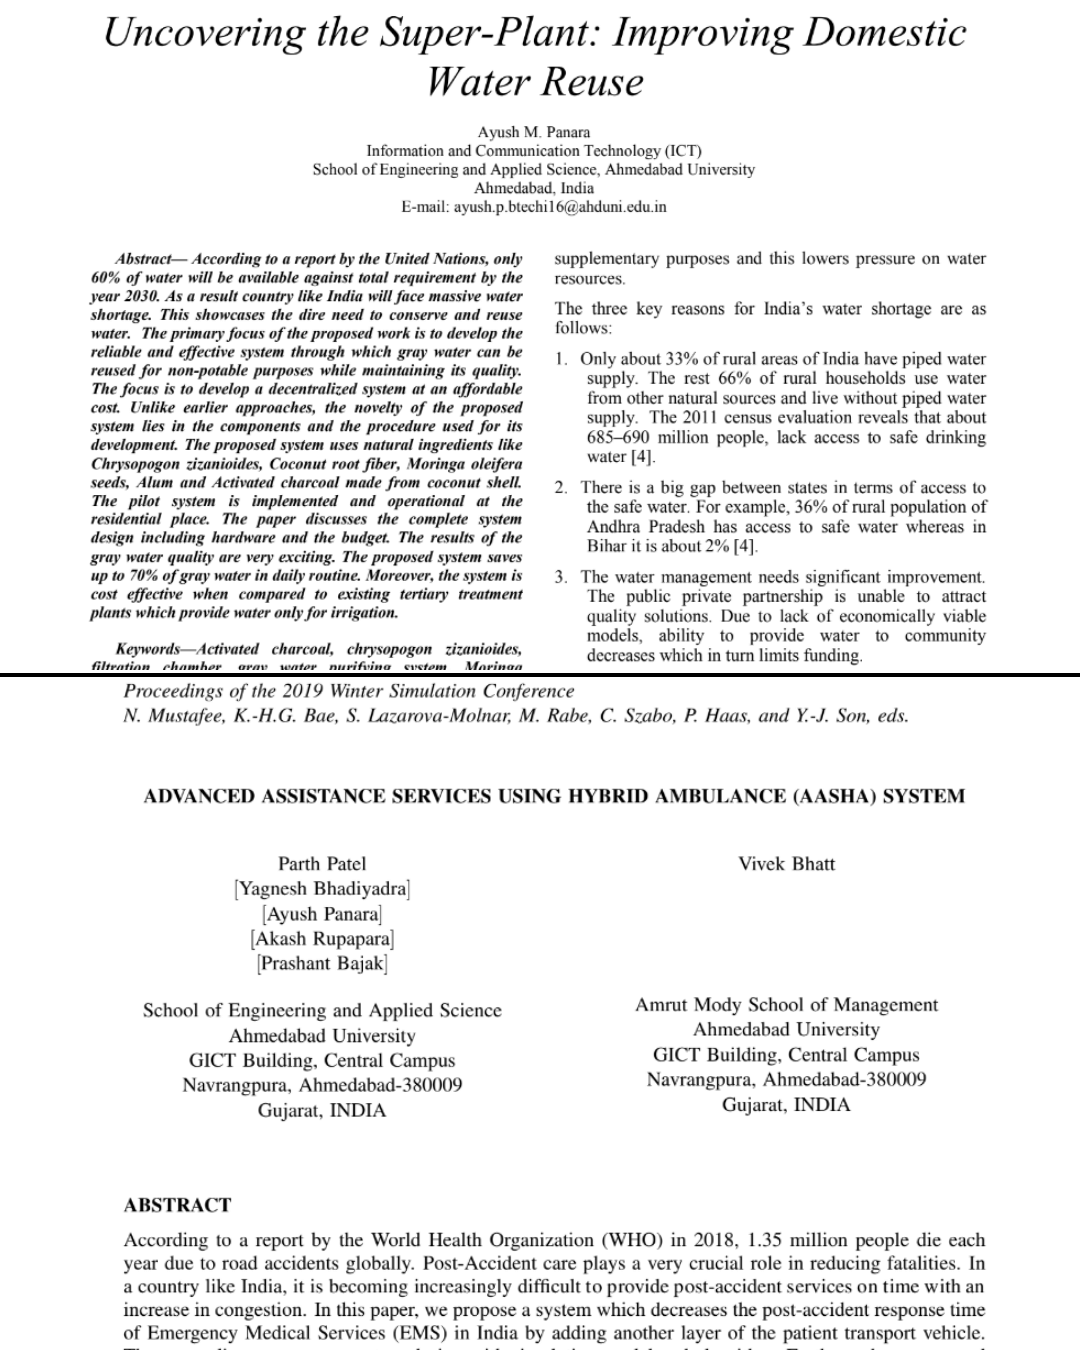 Uncovering the Super-Plant: Improving Domestic
Water Reuse
Ayush M. Panara
Information and Communication Technology (ICT)
School of Engineering and Applied Science, Ahmedabad University
Ahmedabad, India
E-mail: ayush.p.btechi16@ahduni.edu.in
Abstract— According to a report by the United Nations, only
60% of water will be available against total requirement by the
year 2030. As a result country like India will face massive water
shortage. This showcases the dire need to conserve and reuse
water. The primary focus of the proposed work is to develop the
reliable and effective system through which gray water can be
reused for non-potable purposes while maintaining its quality.
The focus is to develop a decentralized system at an affordable
cost. Unlike earlier approaches, the novelty of the proposed
system lies in the components and the procedure used for its
development. The proposed system uses natural ingredients like
Chrysopogon zizanioides, Coconut root fiber, Moringa oleifera
seeds, Alum and Activated charcoal made from coconut shell.
The pilot system is implemented and operational at the
residential place. The paper discusses the complete system
design including hardware and the budget. The results of the
gray water quality are very exciting. The proposed system saves
up to 70% of gray water in daily routine. Moreover, the system is
cost effective when compared to existing tertiary treatment
plants which provide water only for irrigation.
Keywords—Activated charcoal, chrysopogon zizanioides,
filtration chamber, gray water purifying system, Moringa
supplementary purposes and this lowers pressure on water
resources.
The three key reasons for India's water shortage are as
follows:
1. Only about 33% of rural areas of India have piped water
supply. The rest 66% of rural households use water
from other natural sources and live without piped water
supply. The 2011 census evaluation reveals that about
685–690 million people, lack access to safe drinking
water [4].
2. There is a big gap between states in terms of access to
the safe water. For example, 36% of rural population of
Andhra Pradesh has access to safe water whereas in
Bihar it is about 2% [4].
3. The water management needs significant improvement.
The public private partnership is unable to attract
quality solutions. Due to lack of economically viable
models, ability to provide water to community
decreases which in turn limits funding.
Proceedings of the 2019 Winter Simulation Conference
N. Mustafee, K.-H.G. Bae, S. Lazarova-Molnar, M. Rabe, C. Szabo, P. Haas, and Y.-J. Son, eds.
ADVANCED ASSISTANCE SERVICES USING HYBRID AMBULANCE (AASHA) SYSTEM
Parth Patel
[Yagnesh Bhadiyadra]
[Ayush Panara]
[Akash Rupapara]
[Prashant Bajak]
School of Engineering and Applied Science
Ahmedabad University
GICT Building, Central Campus
Navrangpura, Ahmedabad-380009
Gujarat, INDIA
Vivek Bhatt
Amrut Mody School of Management
Ahmedabad University
GICT Building, Central Campus
Navrangpura, Ahmedabad-380009
Gujarat, INDIA
ABSTRACT
According to a report by the World Health Organization (WHO) in 2018, 1.35 million people die each
year due to road accidents globally. Post-Accident care plays a very crucial role in reducing fatalities. In
a country like India, it is becoming increasingly difficult to provide post-accident services on time with an
increase in congestion. In this paper, we propose a system which decreases the post-accident response time
of Emergency Medical Services (EMS) in India by adding another layer of the patient transport vehicle.